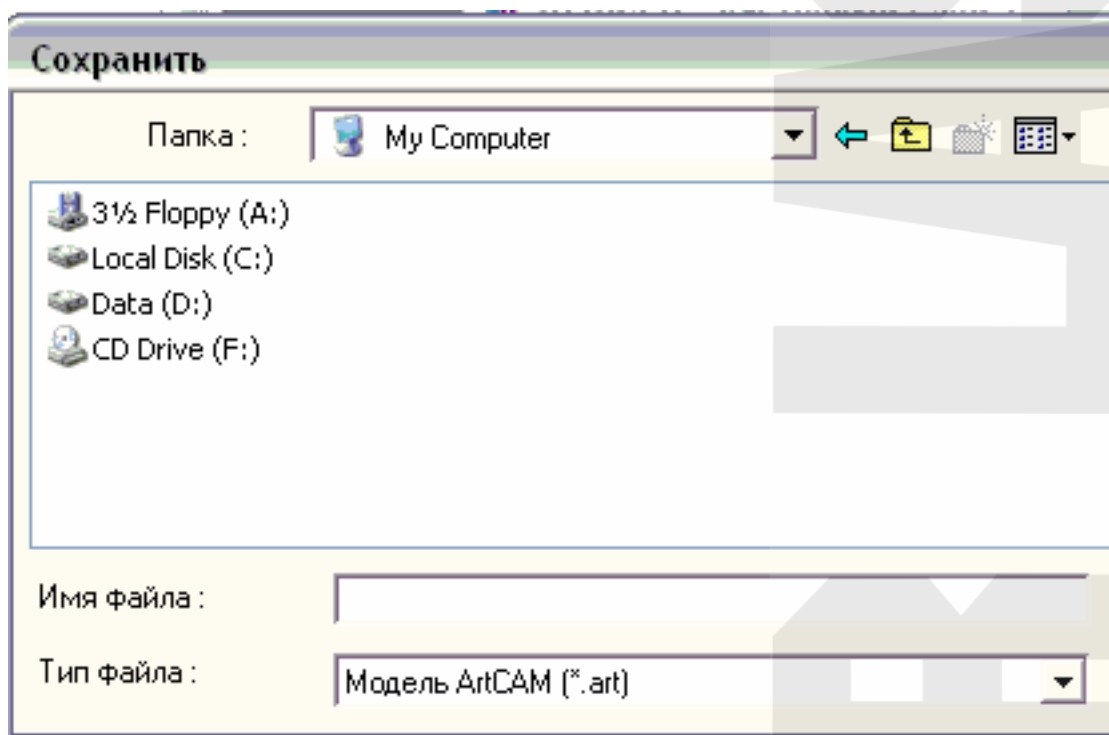 Сохранить
Папка :
My Computer
3½ Floppy (A:)
Local Disk (C:)
Data (D:)
CD Drive (F:)
Имя файла :
Тип файла :
Модель ArtCAM (*.art)